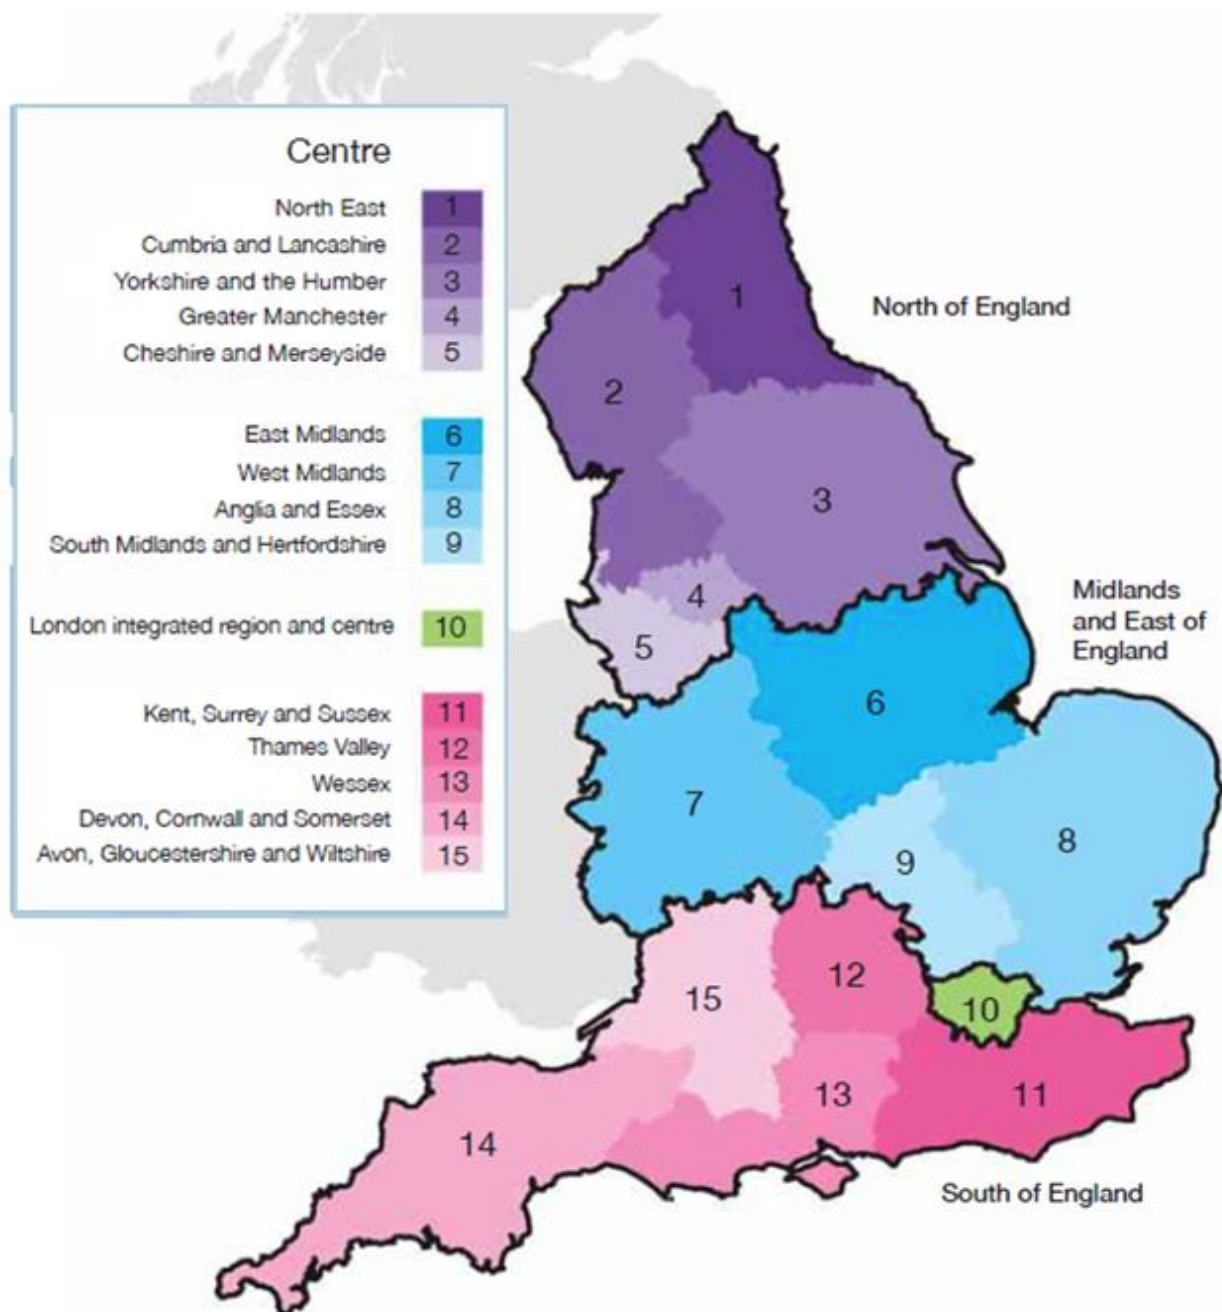 Centre
North East 1
Cumbria and Lancashire 2
Yorkshire and the Humber 3
Greater Manchester 4
Cheshire and Merseyside 5
East Midlands 6
West Midlands 7
Anglia and Essex 8
South Midlands and Hertfordshire 9
London integrated region and centre 10
Kent, Surrey and Sussex 11
Thames Valley 12
Wessex 13
Devon, Cornwall and Somerset 14
Avon, Gloucestershire and Wiltshire 15
1
North of England
2
3
4
Midlands
and East of
England
5
6
7
8
9
12
15
10
13
11
14
South of England